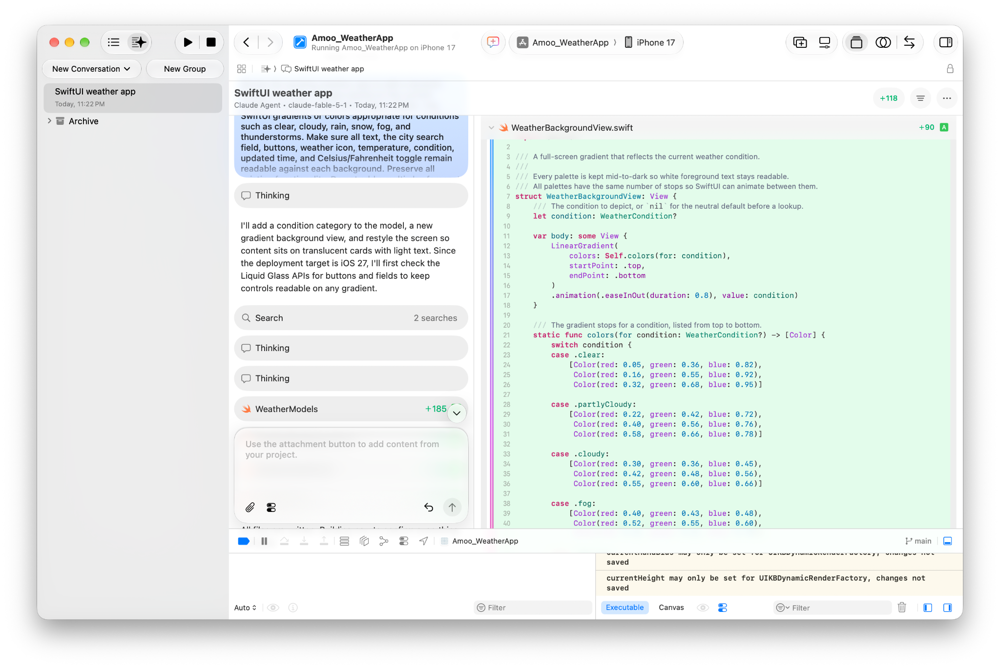 Amoo_WeatherApp
Running Amoo_WeatherApp on iPhone 17
Amoo_WeatherApp
iPhone 17
New Conversation
New Group
SwiftUI weather app
Today, 11:22 PM
Archive
SwiftUI weather app
SwiftUI weather app
Claude Agent • claude-fable-5-1 • Today, 11:22 PM
+118
SwiftUI gradients or colors appropriate for conditions
such as clear, cloudy, rain, snow, fog, and
thunderstorms. Make sure all text, the city search
field, buttons, weather icon, temperature, condition,
updated time, and Celsius/Fahrenheit toggle remain
readable against each background. Preserve all
Thinking
I'll add a condition category to the model, a new
gradient background view, and restyle the screen so
content sits on translucent cards with light text. Since
the deployment target is iOS 27, I'll first check the
Liquid Glass APIs for buttons and fields to keep
controls readable on any gradient.
Search
2 searches
Thinking
Thinking
WeatherModels
+185
Use the attachment button to add content from
your project.
WeatherBackgroundView.swift
+90
A
2
3 /// A full-screen gradient that reflects the current weather condition.
4 ///
5 /// Every palette is kept mid-to-dark so white foreground text stays readable.
6 /// All palettes have the same number of stops so SwiftUI can animate between them.
7 struct WeatherBackgroundView: View {
8 /// The condition to depict, or `nil` for the neutral default before a lookup.
9 let condition: WeatherCondition?
10
11 var body: some View {
12 LinearGradient(
13 colors: Self.colors(for: condition),
14 startPoint: .top,
15 endPoint: .bottom
16 )
17 .animation(.easeInOut(duration: 0.8), value: condition)
18 }
19
20 /// The gradient stops for a condition, listed from top to bottom.
21 static func colors(for condition: WeatherCondition?) -> [Color] {
22 switch condition {
23 case .clear:
24 [Color(red: 0.05, green: 0.36, blue: 0.82),
25 Color(red: 0.16, green: 0.55, blue: 0.92),
26 Color(red: 0.32, green: 0.68, blue: 0.95)]
27
28 case .partlyCloudy:
29 [Color(red: 0.22, green: 0.42, blue: 0.72),
30 Color(red: 0.40, green: 0.56, blue: 0.76),
31 Color(red: 0.58, green: 0.66, blue: 0.78)]
32
33 case .cloudy:
34 [Color(red: 0.30, green: 0.36, blue: 0.45),
35 Color(red: 0.42, green: 0.48, blue: 0.56),
36 Color(red: 0.55, green: 0.60, blue: 0.66)]
37
38 case .fog:
39 [Color(red: 0.40, green: 0.43, blue: 0.48),
40 Color(red: 0.52, green: 0.55, blue: 0.60),
Amoo_WeatherApp
main
may only be set for UIKBDynamicRenderFactory, changes not
saved
currentHeight may only be set for UIKBDynamicRenderFactory, changes not
saved
Auto
Filter
Executable
Canvas
Filter